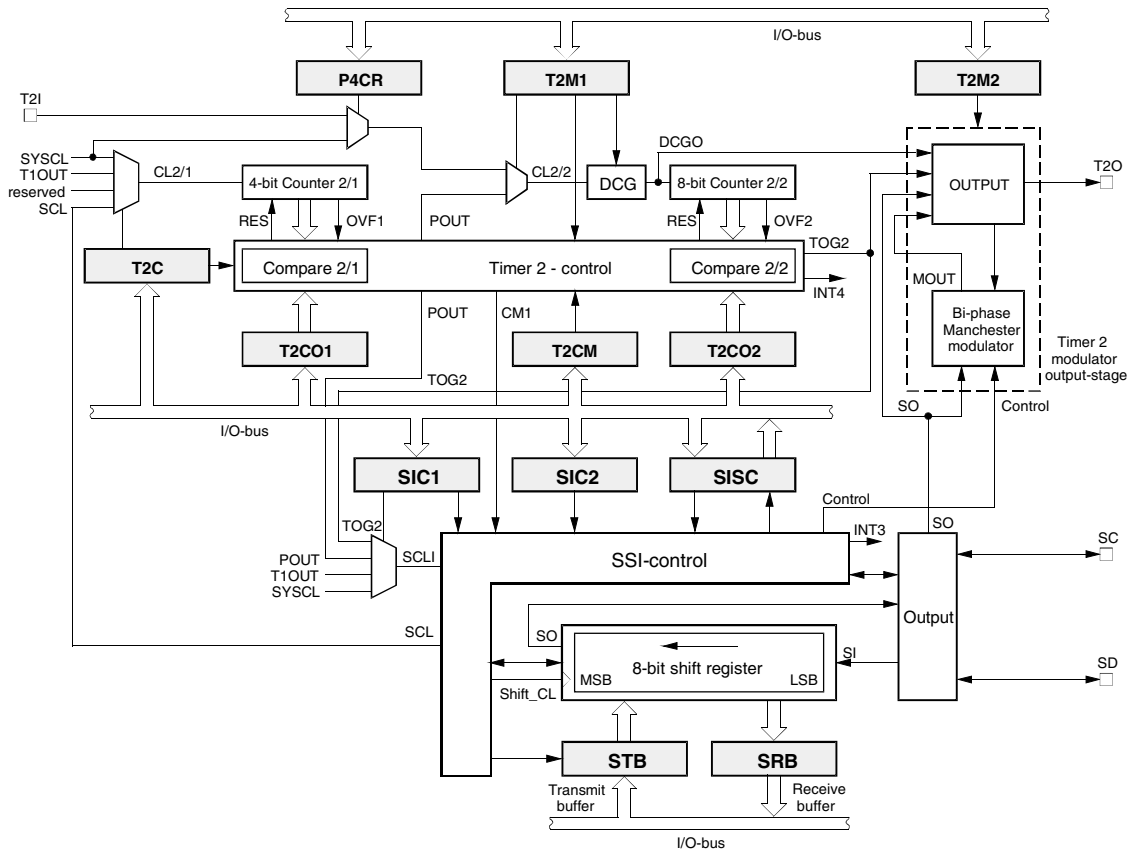 I/O-bus
P4CR
T2M1
T2M2
T2I
DCGO
SYSCL
T1OUT
reserved
SCL
CL2/1
4-bit Counter 2/1
CL2/2
DCG
8-bit Counter 2/2
OUTPUT
T2O
RES
OVF1
POUT
RES
OVF2
TOG2
T2C
Compare 2/1
Timer 2 - control
Compare 2/2
INT4
MOUT
POUT
CM1
Bi-phase
Manchester
modulator
Timer 2
modulator
output-stage
T2CO1
T2CM
T2CO2
TOG2
SO
Control
I/O-bus
SIC1
SIC2
SISC
Control
TOG2
INT3
SO
SC
POUT
T1OUT
SYSCL
SCLI
SSI-control
Output
SCL
SO
SI
8-bit shift register
MSB
LSB
SD
Shift_CL
STB
SRB
Transmit
buffer
Receive
buffer
I/O-bus